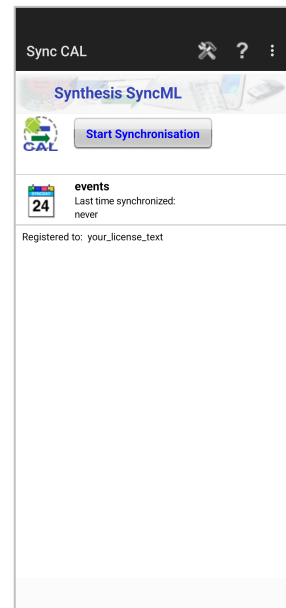 Sync CAL
?
Synthesis SyncML
CAL
Start Synchronisation
events
24
Last time synchronized:
never
Registered to: your_license_text